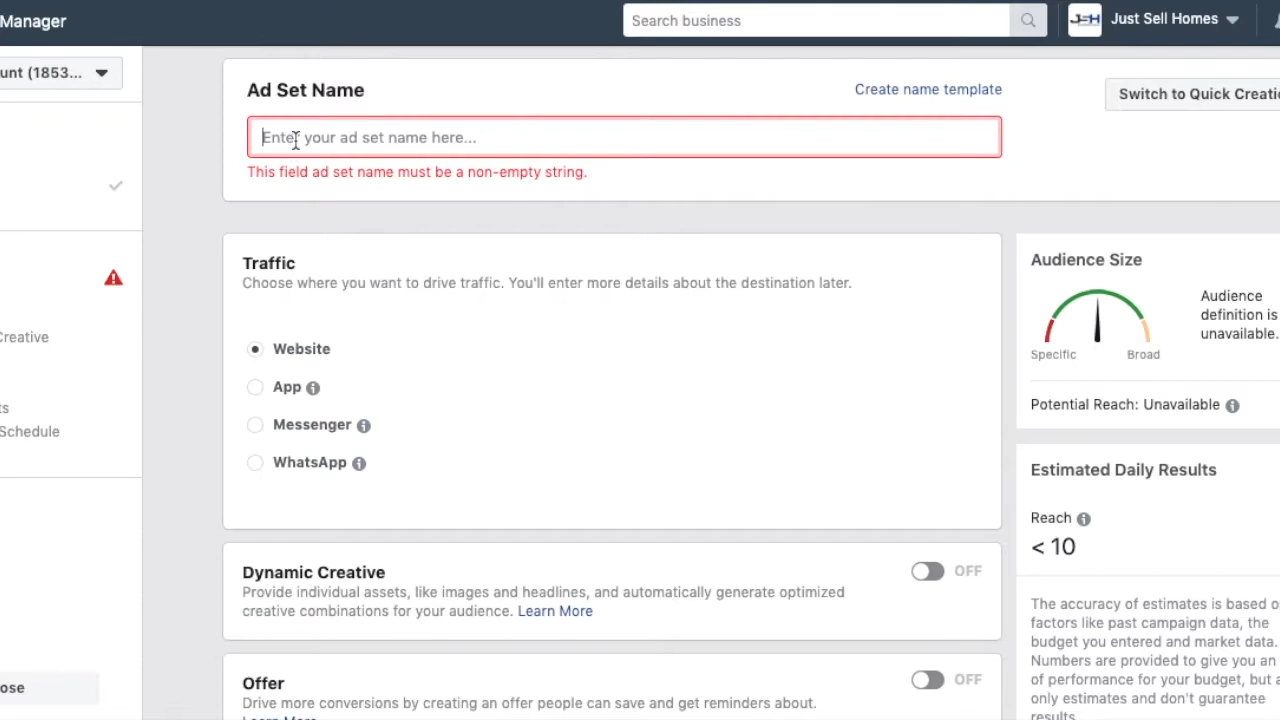 Manager
Search business
JSH
Just Sell Homes
unt (1853...
Ad Set Name
Create name template
Switch to Quick Creati
Enter your ad set name here...
This field ad set name must be a non-empty string.
Creative
ts
Schedule
ose
Traffic
Choose where you want to drive traffic. You'll enter more details about the destination later.
Website
App
Messenger
WhatsApp
Dynamic Creative
OFF
Provide individual assets, like images and headlines, and automatically generate optimized
creative combinations for your audience. Learn More
Offer
OFF
Drive more conversions by creating an offer people can save and get reminders about.
Learn More
Audience Size
Audience
definition is
unavailable.
Specific
Broad
Potential Reach: Unavailable
Estimated Daily Results
Reach
< 10
The accuracy of estimates is based o
factors like past campaign data, the
budget you entered and market data.
Numbers are provided to give you an
of performance for your budget, but a
only estimates and don't guarantee
results.